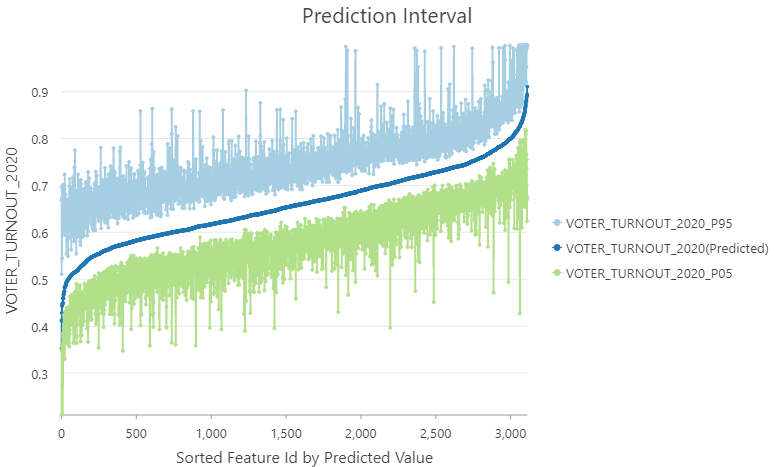 Prediction Interval
VOTER_TURNOUT_2020
0.9
0.8
0.7
0.6
0.5
0.4
0.3
0
500
1,000
1,500
2,000
2,500
3,000
Sorted Feature Id by Predicted Value
VOTER_TURNOUT_2020_P95
VOTER_TURNOUT_2020(Predicted)
VOTER_TURNOUT_2020_P05